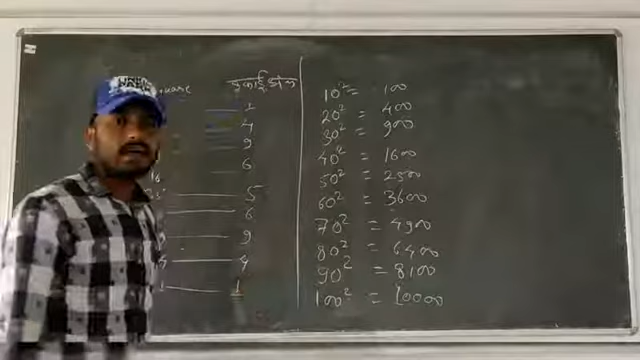 इकाई अंक
1
4
9
6
5
6
9
4
1
10² = 100
20² = 400
30² = 900
40² = 1600
50² = 2500
60² = 3600
70² = 4900
80² = 6400
90² = 8100
100² = 10000